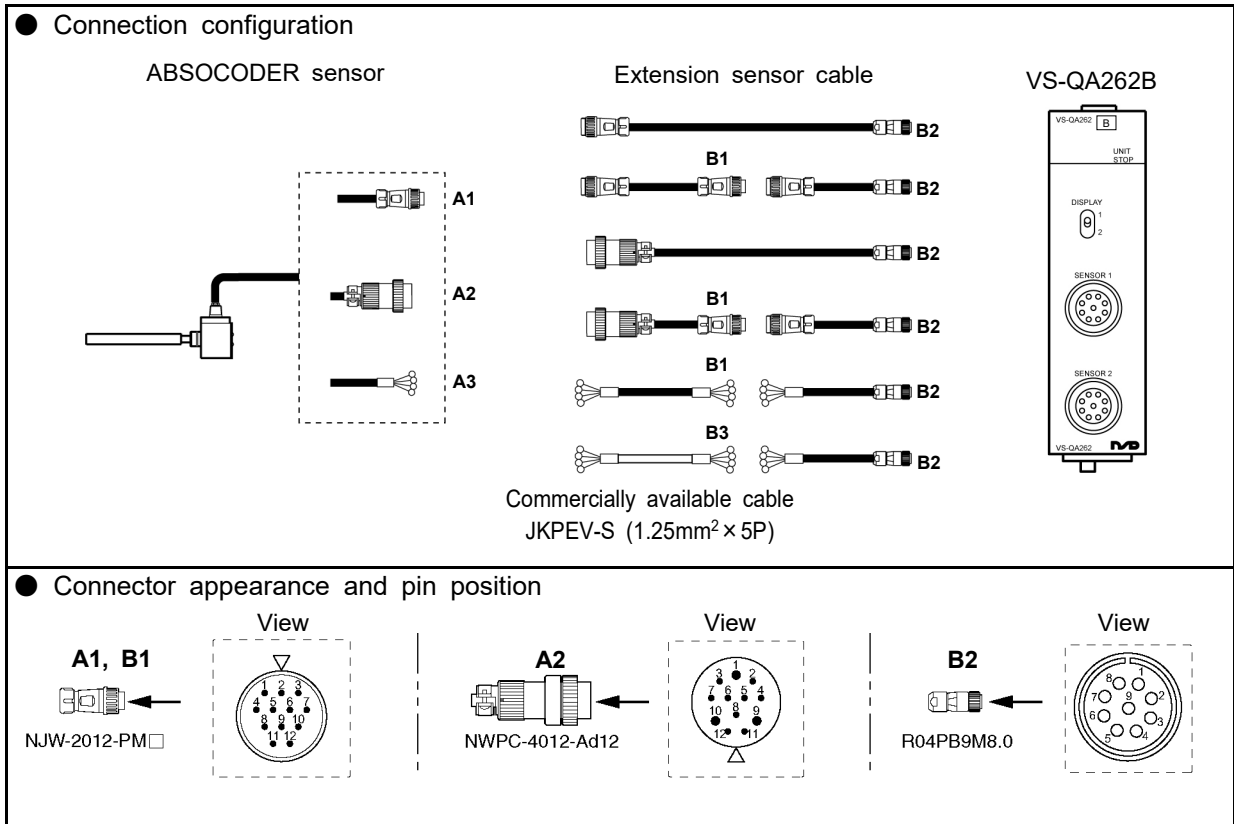 ● Connection configuration
ABSOCODER sensor
Extension sensor cable
VS-QA262B
A1
A2
A3
B2
B1
B2
B2
B1
B2
B1
B2
B3
B2
Commercially available cable
JKPEV-S (1.25mm²×5P)
VS-QA262 B
UNIT
STOP
DISPLAY
1
2
SENSOR 1
SENSOR 2
VS-QA262 NSD
● Connector appearance and pin position
A1, B1
NJW-2012-PM□
View
1 2 3
4 5 6 7
8 9 10
11 12
A2
NWPC-4012-Ad12
View
3 1 2
7 6 5 4
10 8 9
12 11
B2
R04PB9M8.0
View
8 1
7 9 2
6 3
5 4